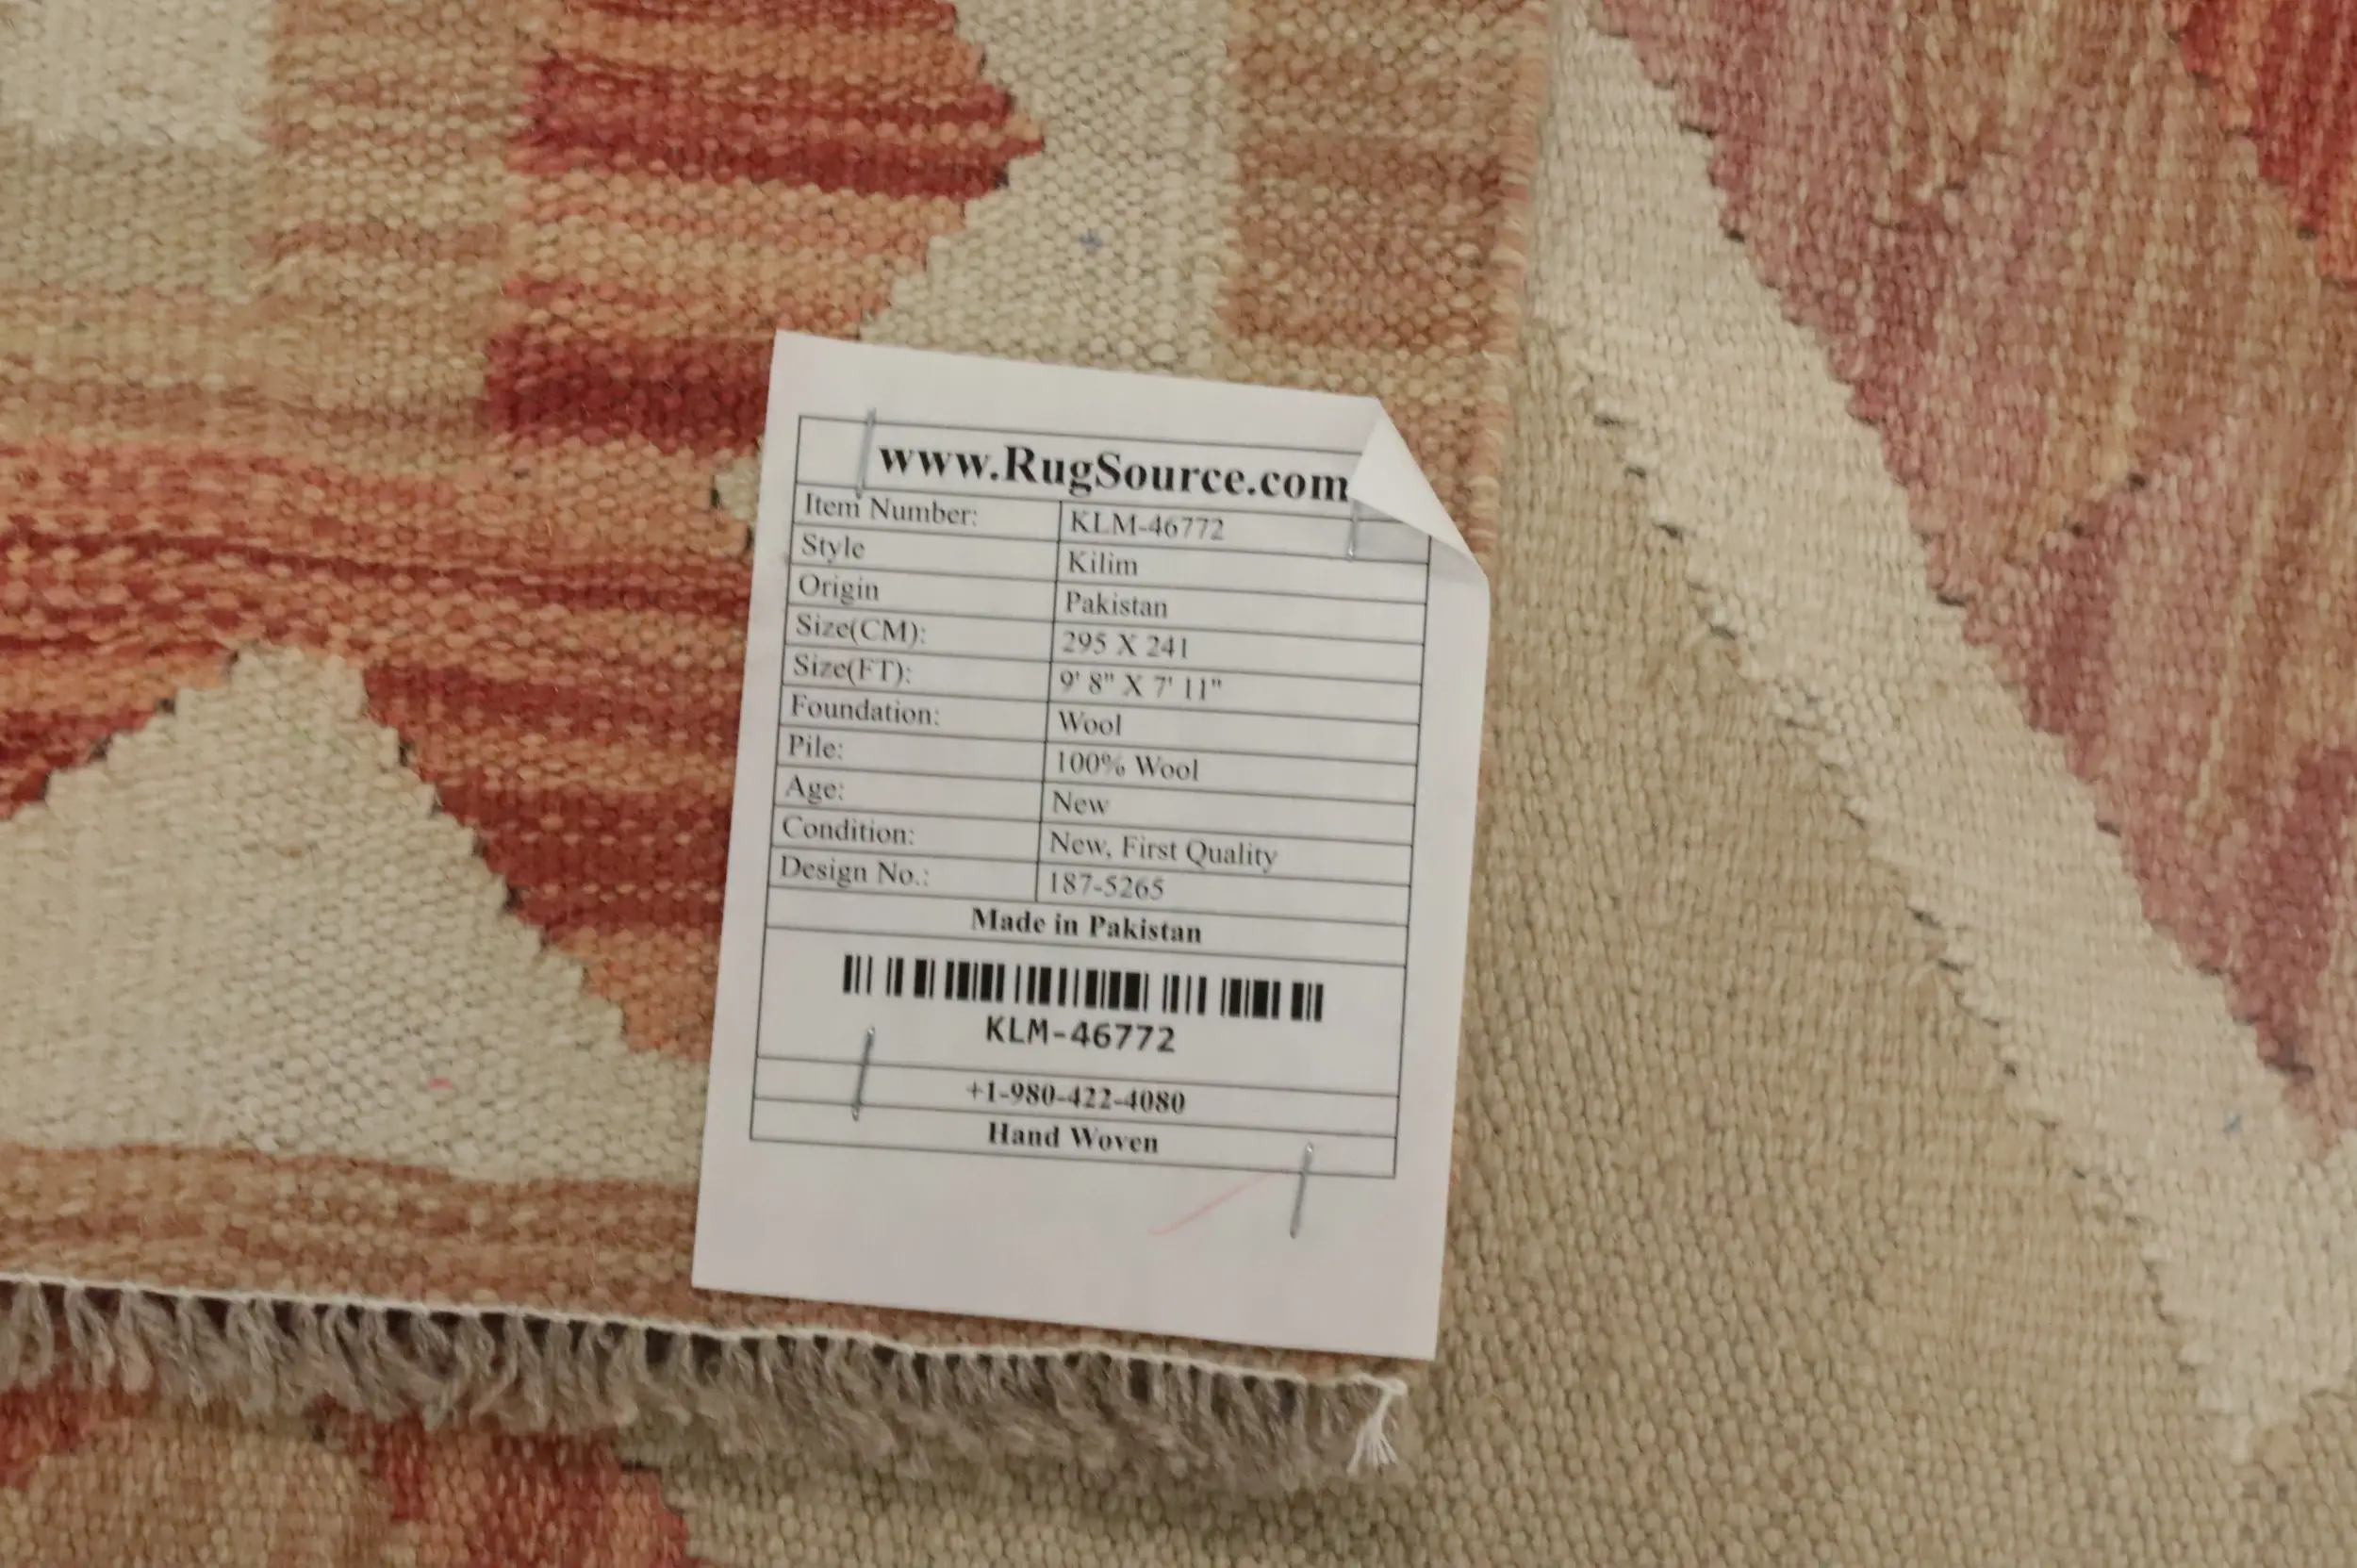 www.RugSource.com
Item Number: KLM-46772
Style Kilim
Origin Pakistan
Size(CM): 295 X 241
Size(FT): 9' 8" X 7' 11"
Foundation: Wool
Pile: 100% Wool
Age: New
Condition: New, First Quality
Design No.: 187-5265
Made in Pakistan
KLM-46772
+1-980-422-4080
Hand Woven